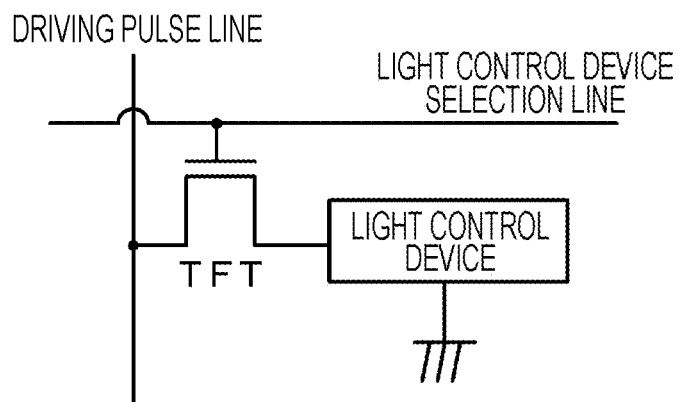 DRIVING PULSE LINE
LIGHT CONTROL DEVICE
SELECTION LINE
LIGHT CONTROL
DEVICE
TFT